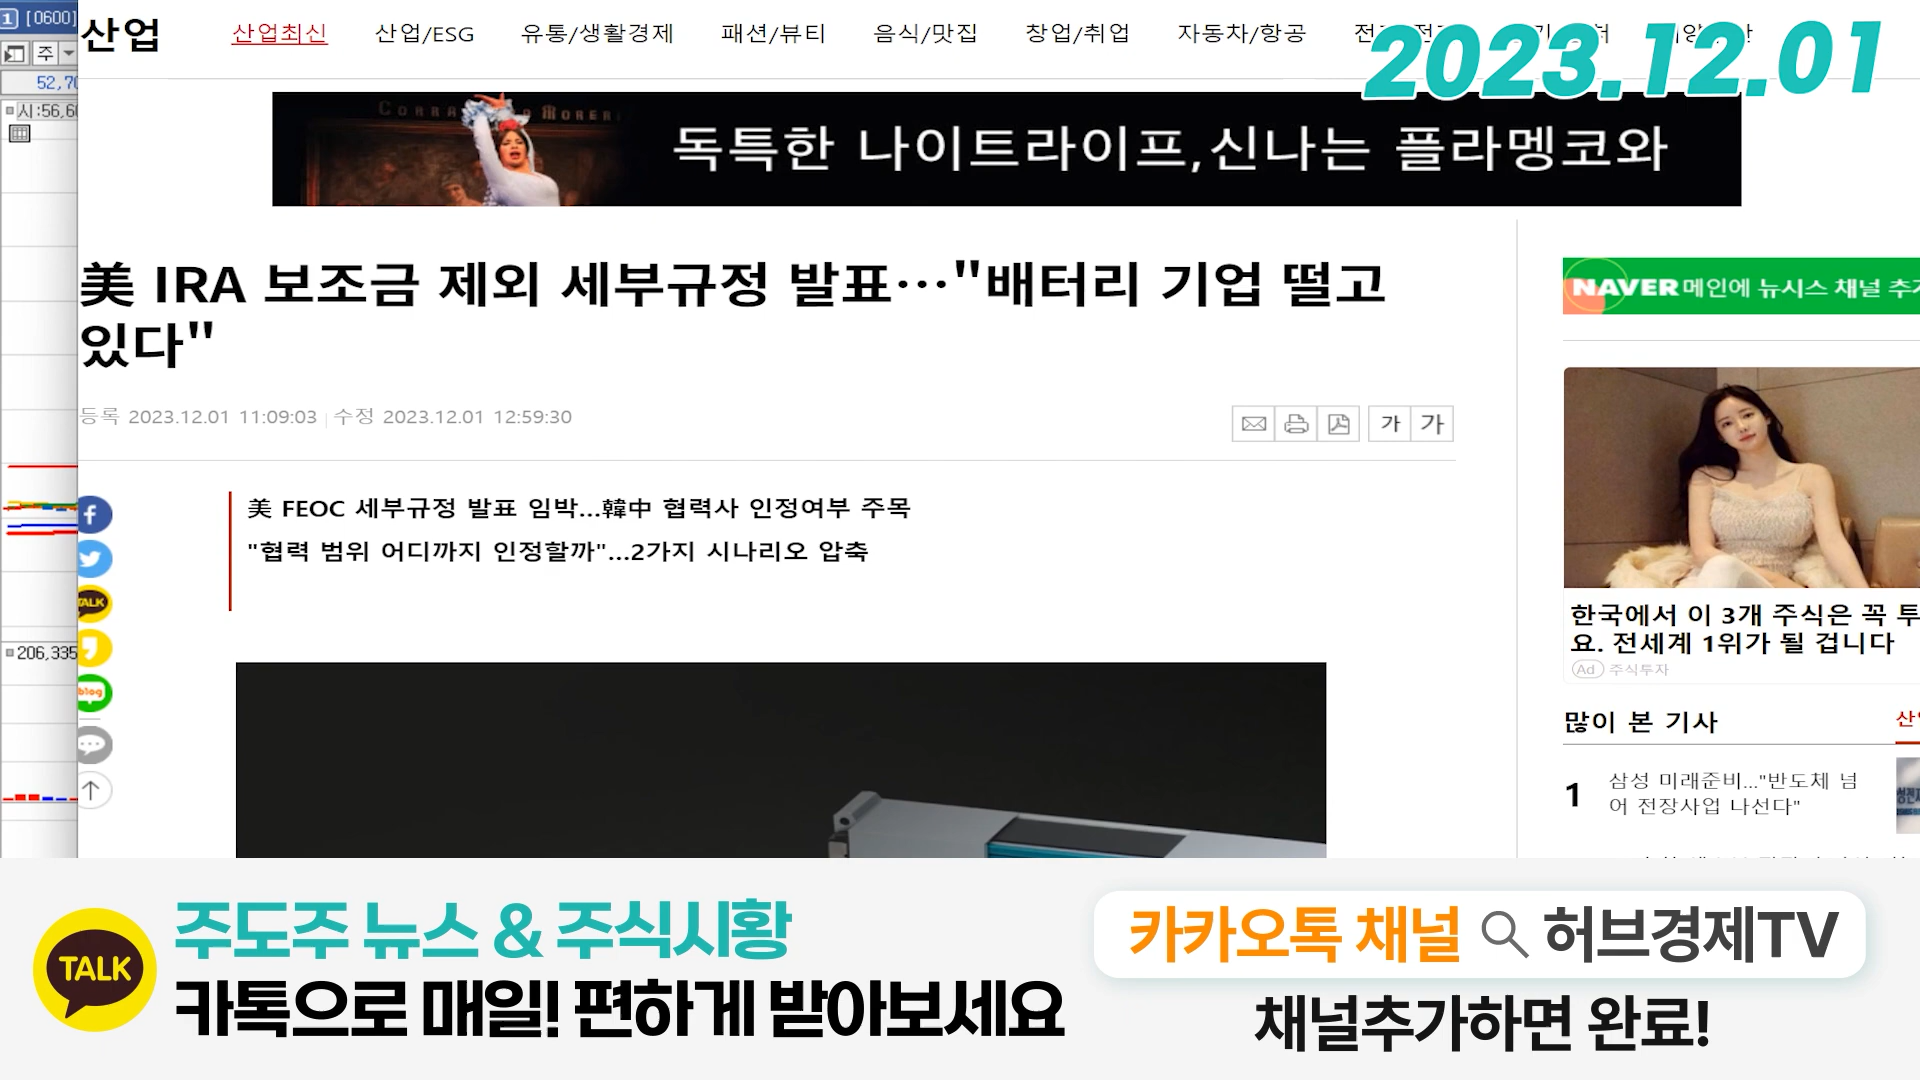 1 [0600]
주
52,70
시:56,60
206,335
산업
산업최신 산업/ESG 유통/생활경제 패션/뷰티 음식/맛집 창업/취업 자동차/항공
2023.12.01
독특한 나이트라이프,신나는 플라멩코와
美 IRA 보조금 제외 세부규정 발표…"배터리 기업 떨고
있다"
등록 2023.12.01 11:09:03 수정 2023.12.01 12:59:30
가 가
美 FEOC 세부규정 발표 임박...韓中 협력사 인정여부 주목
"협력 범위 어디까지 인정할까"...2가지 시나리오 압축
TALK
blog
NAVER 메인에 뉴시스 채널 추가
한국에서 이 3개 주식은 꼭 투
요. 전세계 1위가 될 겁니다
Ad 주식투자
많이 본 기사
1 삼성 미래준비..."반도체 넘
어 전장사업 나선다"
TALK
주도주 뉴스 & 주식시황
카톡으로 매일! 편하게 받아보세요
카카오톡 채널 허브경제TV
채널추가하면 완료!